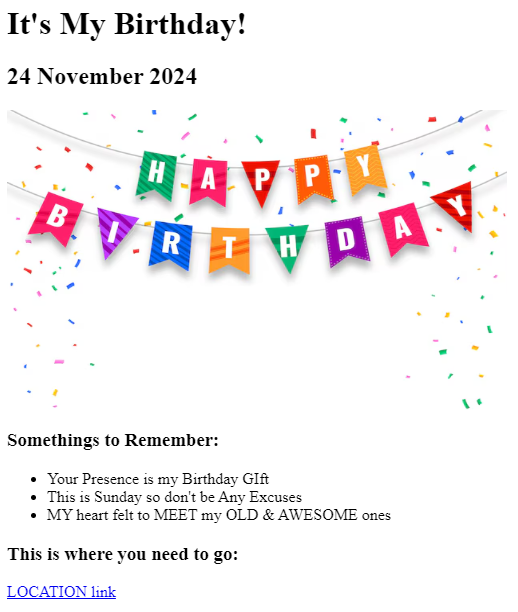 It's My Birthday!
24 November 2024
HAPPY
BIRTHDAY
Somethings to Remember:
Your Presence is my Birthday GIft
This is Sunday so don't be Any Excuses
MY heart felt to MEET my OLD & AWESOME ones
This is where you need to go:
LOCATION link